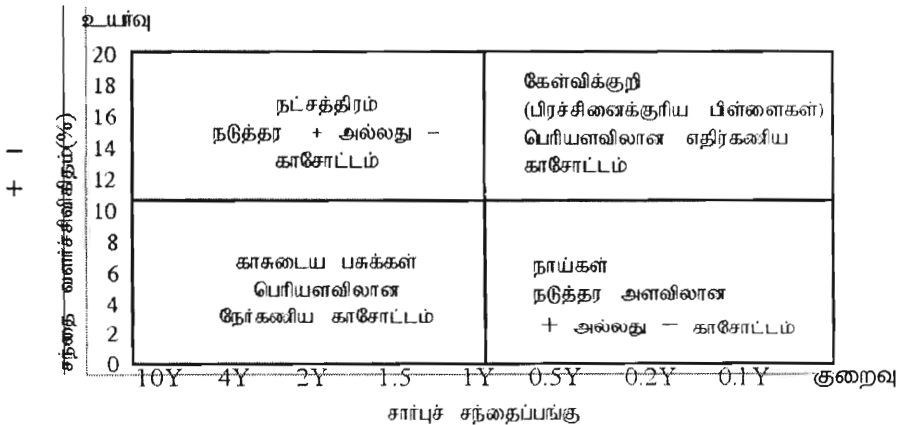 உயர்வு
20
18
16
14
12
10
8
6
4
2
0
− +
சந்தை வளர்ச்சிவிகிதம்(%)
நட்சத்திரம்
நடுத்தர + அல்லது −
காசோட்டம்
கேள்விக்குறி
(பிரச்சினைக்குரிய பிள்ளைகள்)
பெரியளவிலான எதிர்கணிய
காசோட்டம்
காசுடைய பசுக்கள்
பெரியளவிலான
நேர்கணிய காசோட்டம்
நாய்கள்
நடுத்தர அளவிலான
+ அல்லது − காசோட்டம்
10Y 4Y 2Y 1.5 1Y 0.5Y 0.2Y 0.1Y குறைவு
சார்புச் சந்தைப்பங்கு